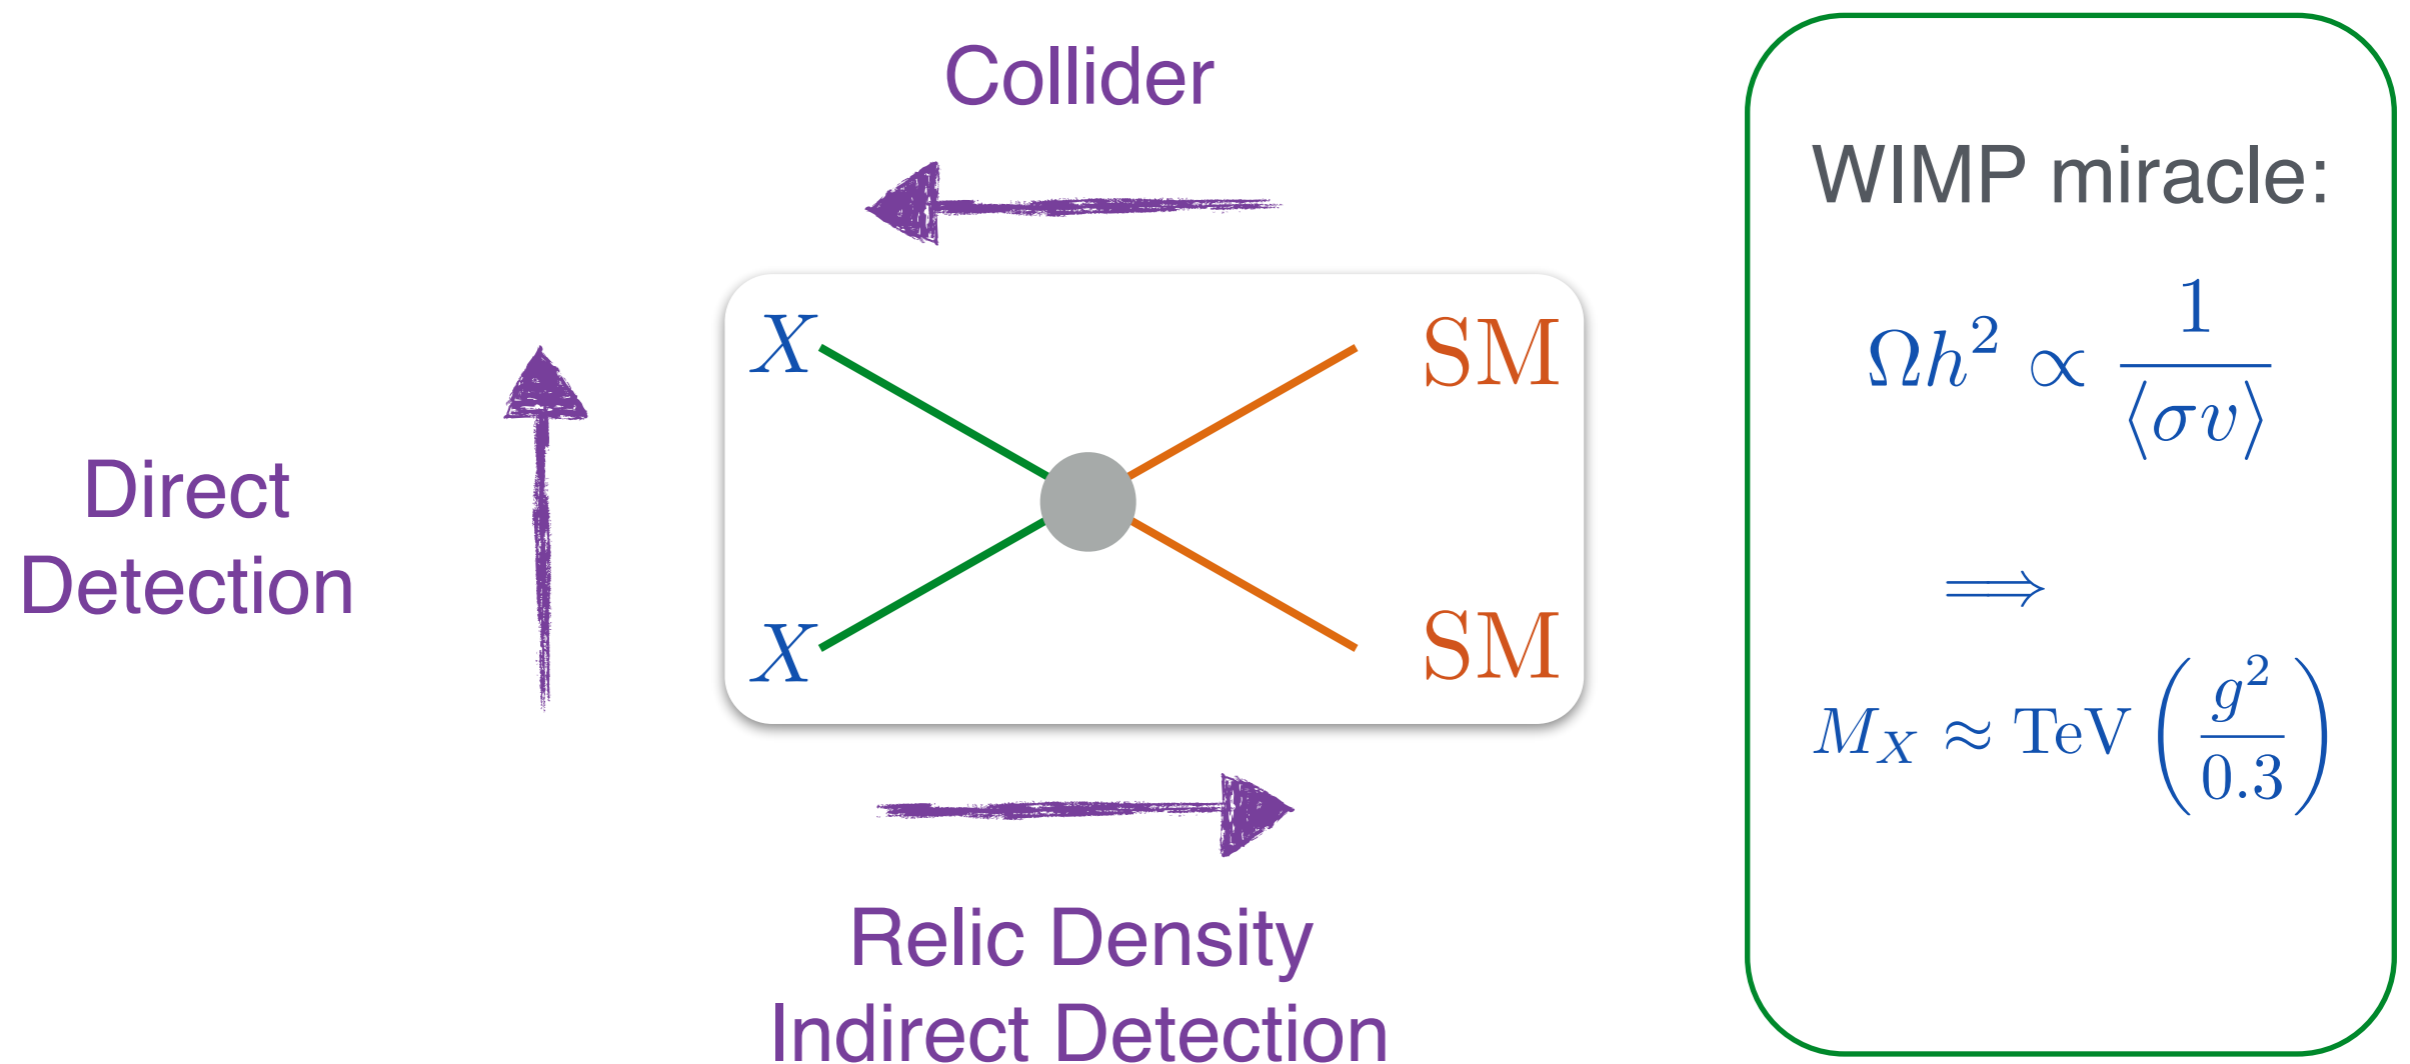 Collider
Direct
Detection
X
SM
X
SM
Relic Density
Indirect Detection
WIMP miracle:
Ωh² ∝ 1/⟨σv⟩
⟹
M_X ≈ TeV (g²/0.3)